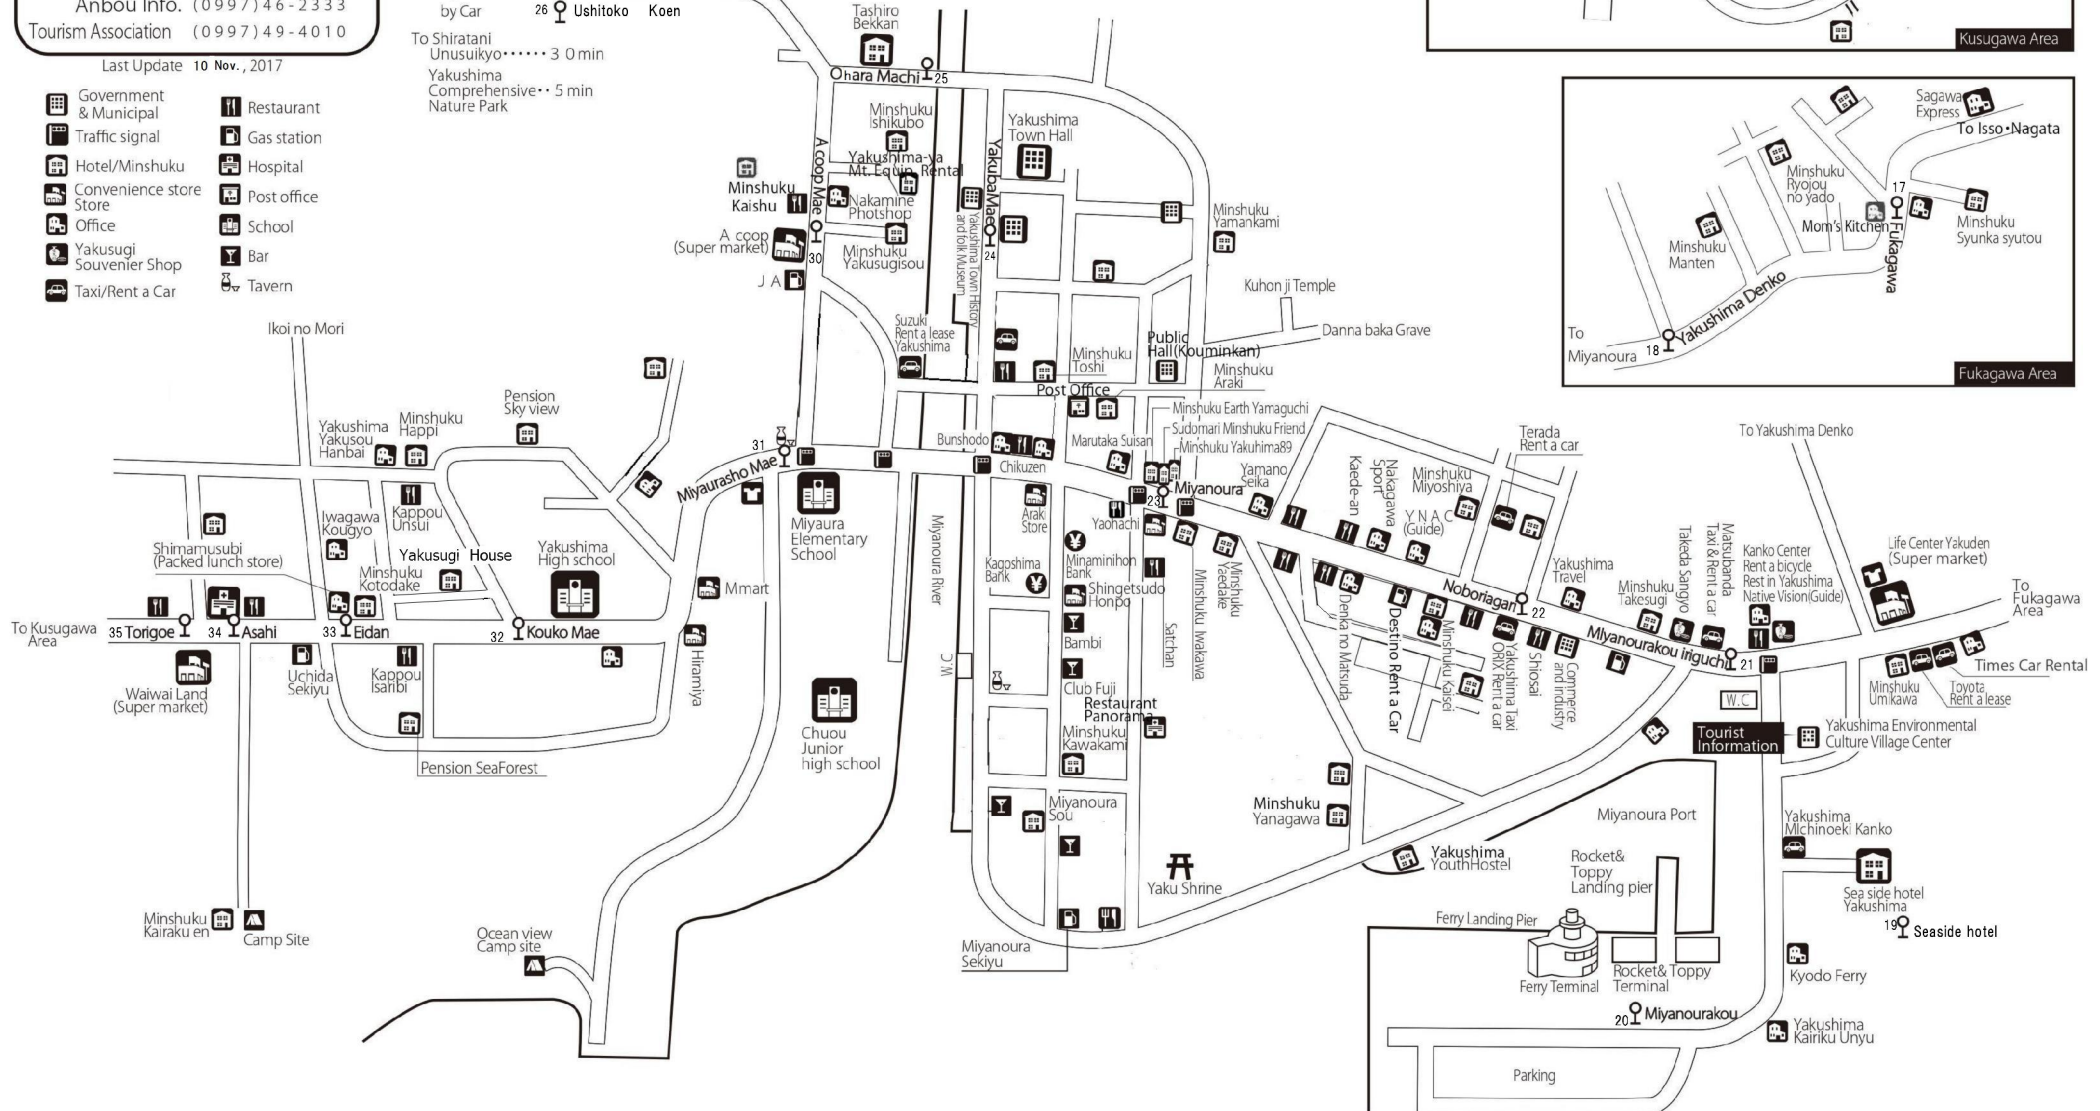 Anbou Info. (0997)46-2333
Tourism Association (0997)49-4010
Last Update 10 Nov., 2017
Government
& Municipal
Traffic signal
Hotel/Minshuku
Convenience store
Store
Office
Yakusugi
Souvenier Shop
Taxi/Rent a Car
Restaurant
Gas station
Hospital
Post office
School
Bar
Tavern
by Car
26 Ushitoko Koen
To Shiratani
Unusuikyo······30min
Yakushima
Comprehensive··5min
Nature Park
Tashiro
Bekkan
Ohara Machi 25
Minshuku
Ishikubo
Yakushima
Town Hall
A coop Mae
30
Yakuba Mae
24
Yakushima-ya
Mt. Equip. Rental
Minshuku
Kaishu
Nakamine
Photshop
A coop
(Super market)
Minshuku
Yakusugisou
J A
Yakushima Town History
and folk Museum
Minshuku
Yamankami
Kuhon ji Temple
Danna baka Grave
Suzuki
Rent a lease
Yakushima
Public
Hall(Kouminkan)
Minshuku
Toshi
Minshuku
Araki
Post Office
Minshuku Earth Yamaguchi
Sudomari Minshuku Friend
Minshuku Yakuhima89
Bunshodo
Marutaka Suisan
Chikuzen
Kusugawa Area
Sagawa
Express
To Isso•Nagata
Minshuku
Ryojou
no yado
17
Fukagawa
Mom's Kitchen
Minshuku
Syunka syutou
Minshuku
Manten
Yakushima Denko
18
To
Miyanoura
Fukagawa Area
Ikoi no Mori
Pension
Sky view
Yakushima
Yakusou
Hanbai
Minshuku
Happi
31
Miyaurasho Mae
Kappou
Unsui
Iwagawa
Kougyo
Yakusugi House
Yakushima
High school
Shimamusubi
(Packed lunch store)
Minshuku
Kotodake
Miyaura
Elementary
School
Mmart
To Kusugawa
Area
35 Torigoe
34 Asahi
33 Eidan
32 Kouko Mae
Hiramiya
Waiwai Land
(Super market)
Uchida
Sekiyu
Kappou
Isaribi
Pension SeaForest
Chuou
Junior
high school
Minshuku
Kairaku en
Camp Site
Ocean view
Camp site
Miyanoura River
W.C
Araki
Store
Yaohachi
23
Miyanoura
Yamano
Seika
Kagoshima
Bank
Minaminihon
Bank
Shingetsudo
Honpo
Bambi
Club Fuji
Restaurant
Panorama
Minshuku
Kawakami
Miyanoura
Sou
Miyanoura
Sekiyu
Satchan
Minshuku Iwakawa
Minshuku
Yaedake
Yaku Shrine
Kaede-an
Nakagawa
Sport
Minshuku
Miyoshiya
Y N A C
(Guide)
Terada
Rent a car
To Yakushima Denko
Noboriagari
22
Yakushima
Travel
Denka no Matsuda
Destino Rent a Car
Minshuku Kaisei
Yakushima Taxi
ORIX Rent a car
Shiosai
Commerce
and industry
Minshuku
Takesugi
Takeda Sangyo
Matsubanda
Taxi & Rent a car
Kanko Center
Rent a bicycle
Rest in Yakushima
Native Vision(Guide)
Life Center Yakuden
(Super market)
To
Fukagawa
Area
Miyanourakou iriguchi
21
Times Car Rental
Minshuku
Umikawa
Toyota
Rent a lease
W.C
Tourist
Information
Yakushima Environmental
Culture Village Center
Minshuku
Yanagawa
Yakushima
YouthHostel
Miyanoura Port
Rocket&
Toppy
Landing pier
Yakushima
Michinoeki Kanko
Sea side hotel
Yakushima
19 Seaside hotel
Ferry Landing Pier
Ferry Terminal
Rocket& Toppy
Terminal
Kyodo Ferry
20 Miyanourakou
Yakushima
Kairiku Unyu
Parking